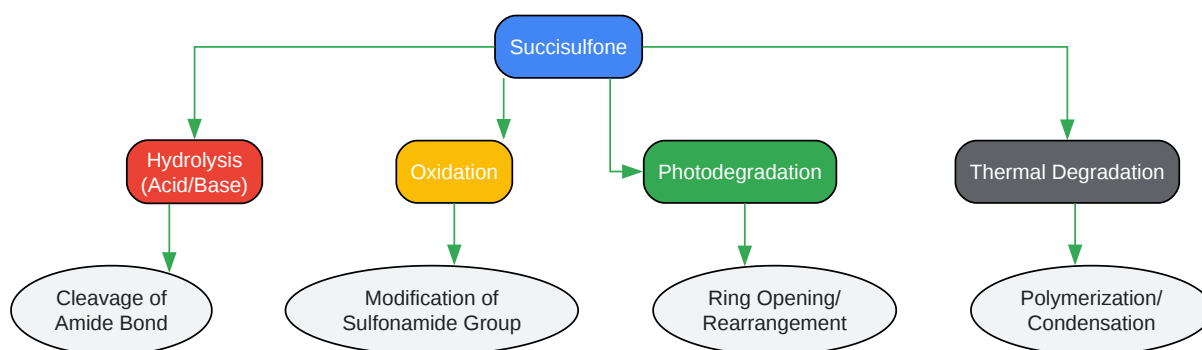 Succisulfone
Hydrolysis
(Acid/Base)
Oxidation
Photodegradation
Thermal Degradation
Cleavage of
Amide Bond
Modification of
Sulfonamide Group
Ring Opening/
Rearrangement
Polymerization/
Condensation